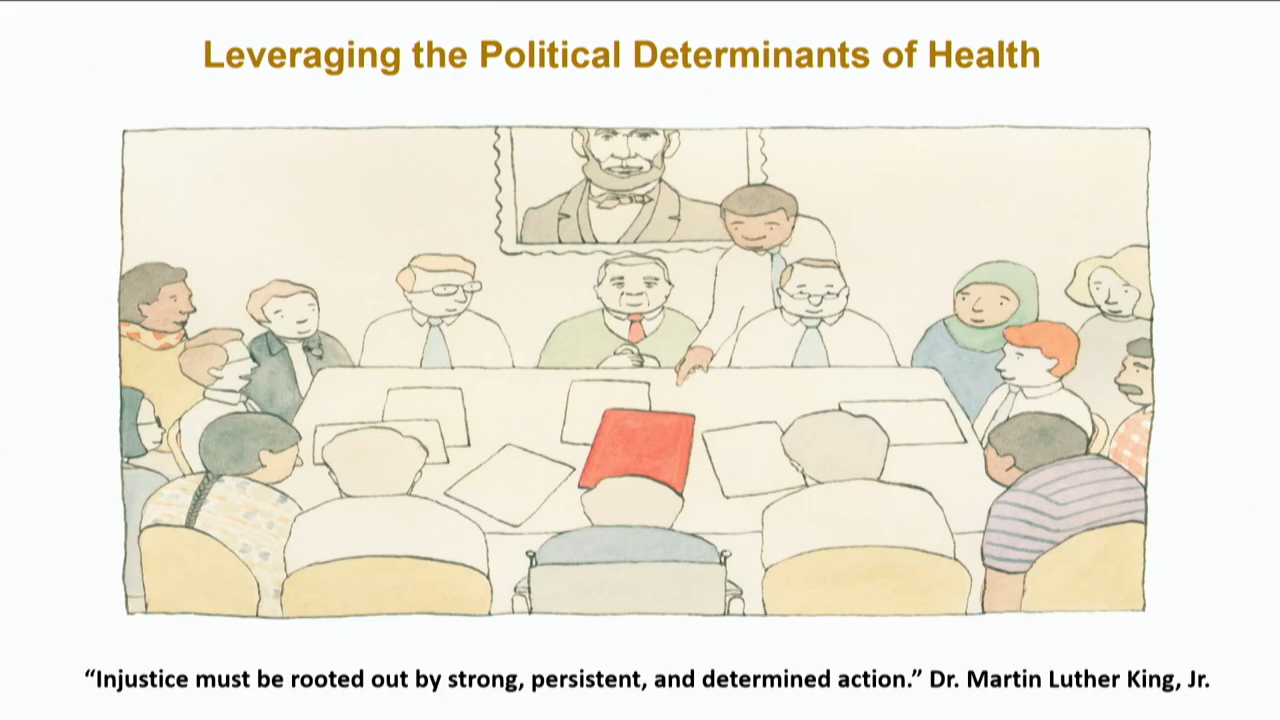 Leveraging the Political Determinants of Health
“Injustice must be rooted out by strong, persistent, and determined action.” Dr. Martin Luther King, Jr.